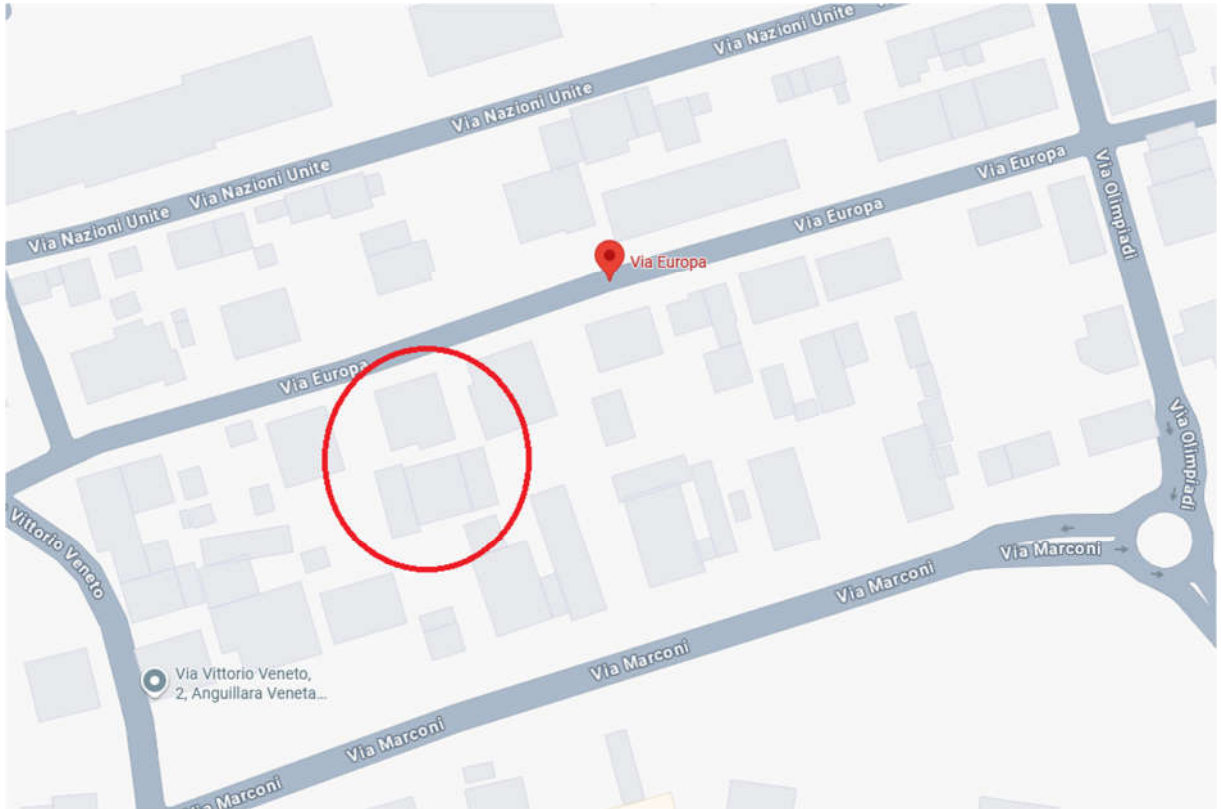 Via Nazioni Unite
Via Nazioni Unite
Via Nazioni Unite
Via Nazioni Unite
Via Europa
Via Europa
Via Olimpiadi
Via Europa
Via Europa
Via Olimpiadi
Vittorio Veneto
Via Marconi
Via Marconi
Via Marconi
Via Vittorio Veneto,
2, Anguillara Veneta...
Via Marconi
Via Marconi